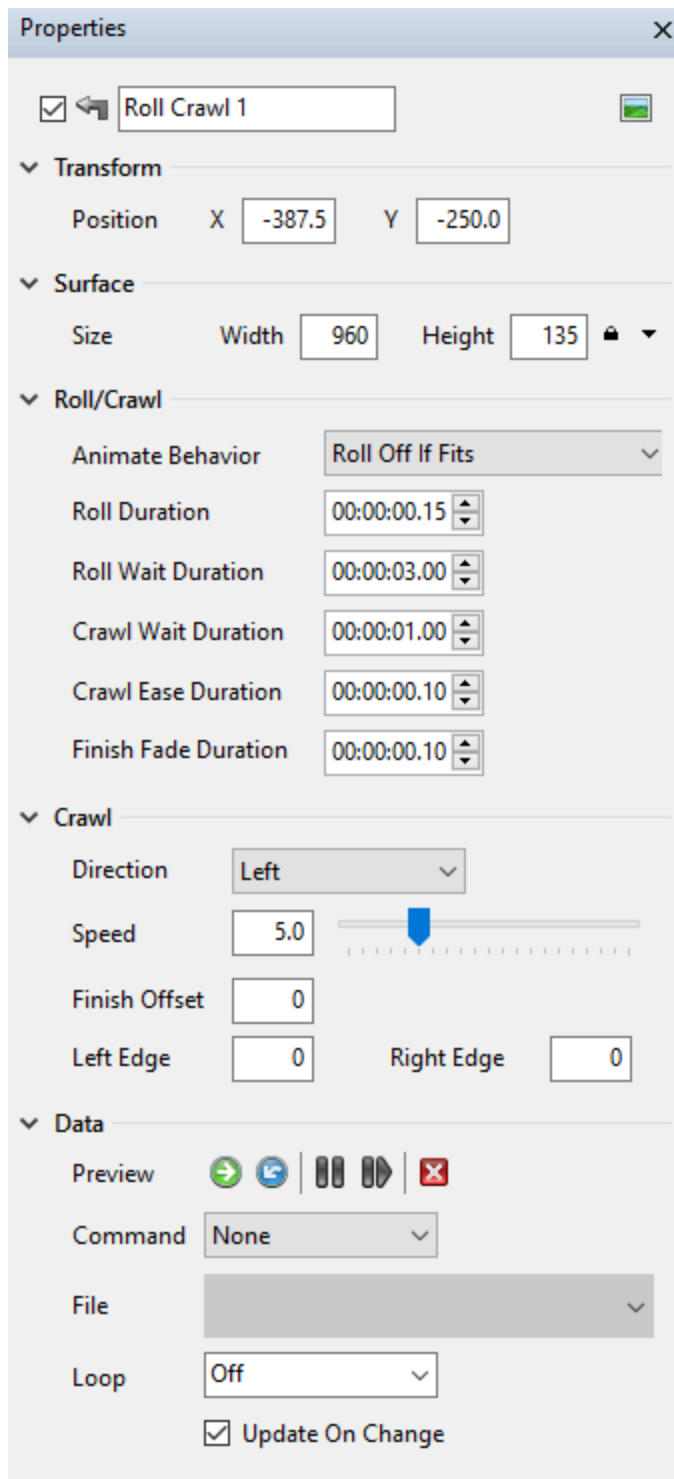 Properties
Roll Crawl 1
Transform
Position X -387.5 Y -250.0
Surface
Size Width 960 Height 135
Roll/Crawl
Animate Behavior Roll Off If Fits
Roll Duration 00:00:00.15
Roll Wait Duration 00:00:03.00
Crawl Wait Duration 00:00:01.00
Crawl Ease Duration 00:00:00.10
Finish Fade Duration 00:00:00.10
Crawl
Direction Left
Speed 5.0
Finish Offset 0
Left Edge 0 Right Edge 0
Data
Preview
Command None
File
Loop Off
Update On Change